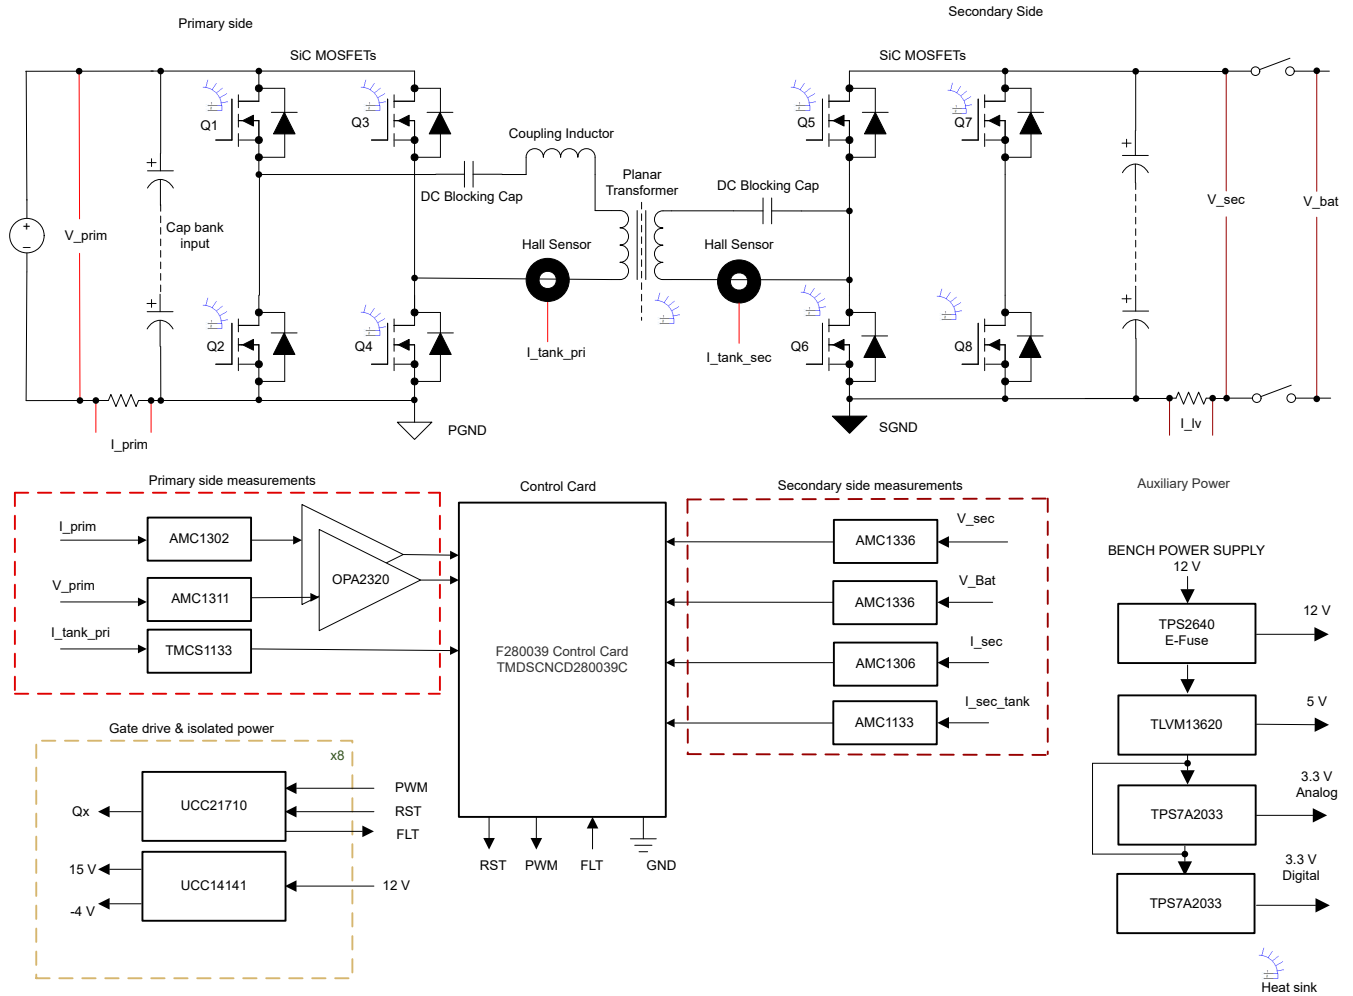 Primary side
Secondary Side
SiC MOSFETs
SiC MOSFETs
Q1
Q3
Q5
Q7
Coupling Inductor
DC Blocking Cap
Planar
Transformer
DC Blocking Cap
+
+
V_prim
Cap bank
input
+
−
V_sec
V_bat
Hall Sensor
Hall Sensor
+
+
Q2
Q4
Q6
Q8
I_tank_pri
I_tank_sec
I_prim
PGND
SGND
I_lv
Primary side measurements
I_prim
AMC1302
OPA2320
V_prim
AMC1311
I_tank_pri
TMCS1133
Control Card
F280039 Control Card
TMDSCNCD280039C
RST
PWM
FLT
GND
Secondary side measurements
V_sec
AMC1336
V_Bat
AMC1336
I_sec
AMC1306
I_sec_tank
AMC1133
Auxiliary Power
BENCH POWER SUPPLY
12 V
TPS2640
E-Fuse
12 V
TLVM13620
5 V
TPS7A2033
3.3 V
Analog
TPS7A2033
3.3 V
Digital
Gate drive & isolated power
x8
UCC21710
Qx
PWM
RST
FLT
UCC14141
15 V
-4 V
12 V
Heat sink